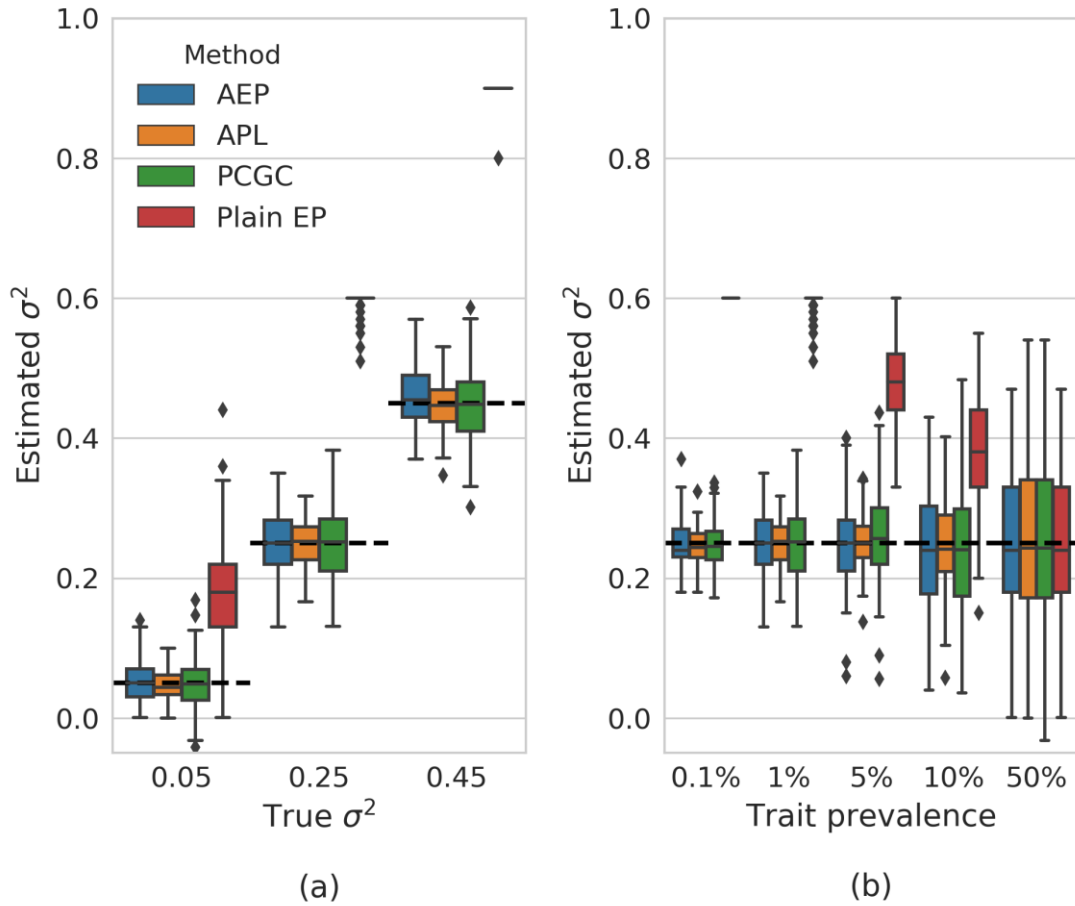 1.0
0.8
0.6
0.4
0.2
0.0
Estimated σ²
Method
AEP
APL
PCGC
Plain EP
0.05 0.25 0.45
True σ²
(a)
1.0
0.8
0.6
0.4
0.2
0.0
Estimated σ²
0.1% 1% 5% 10% 50%
Trait prevalence
(b)